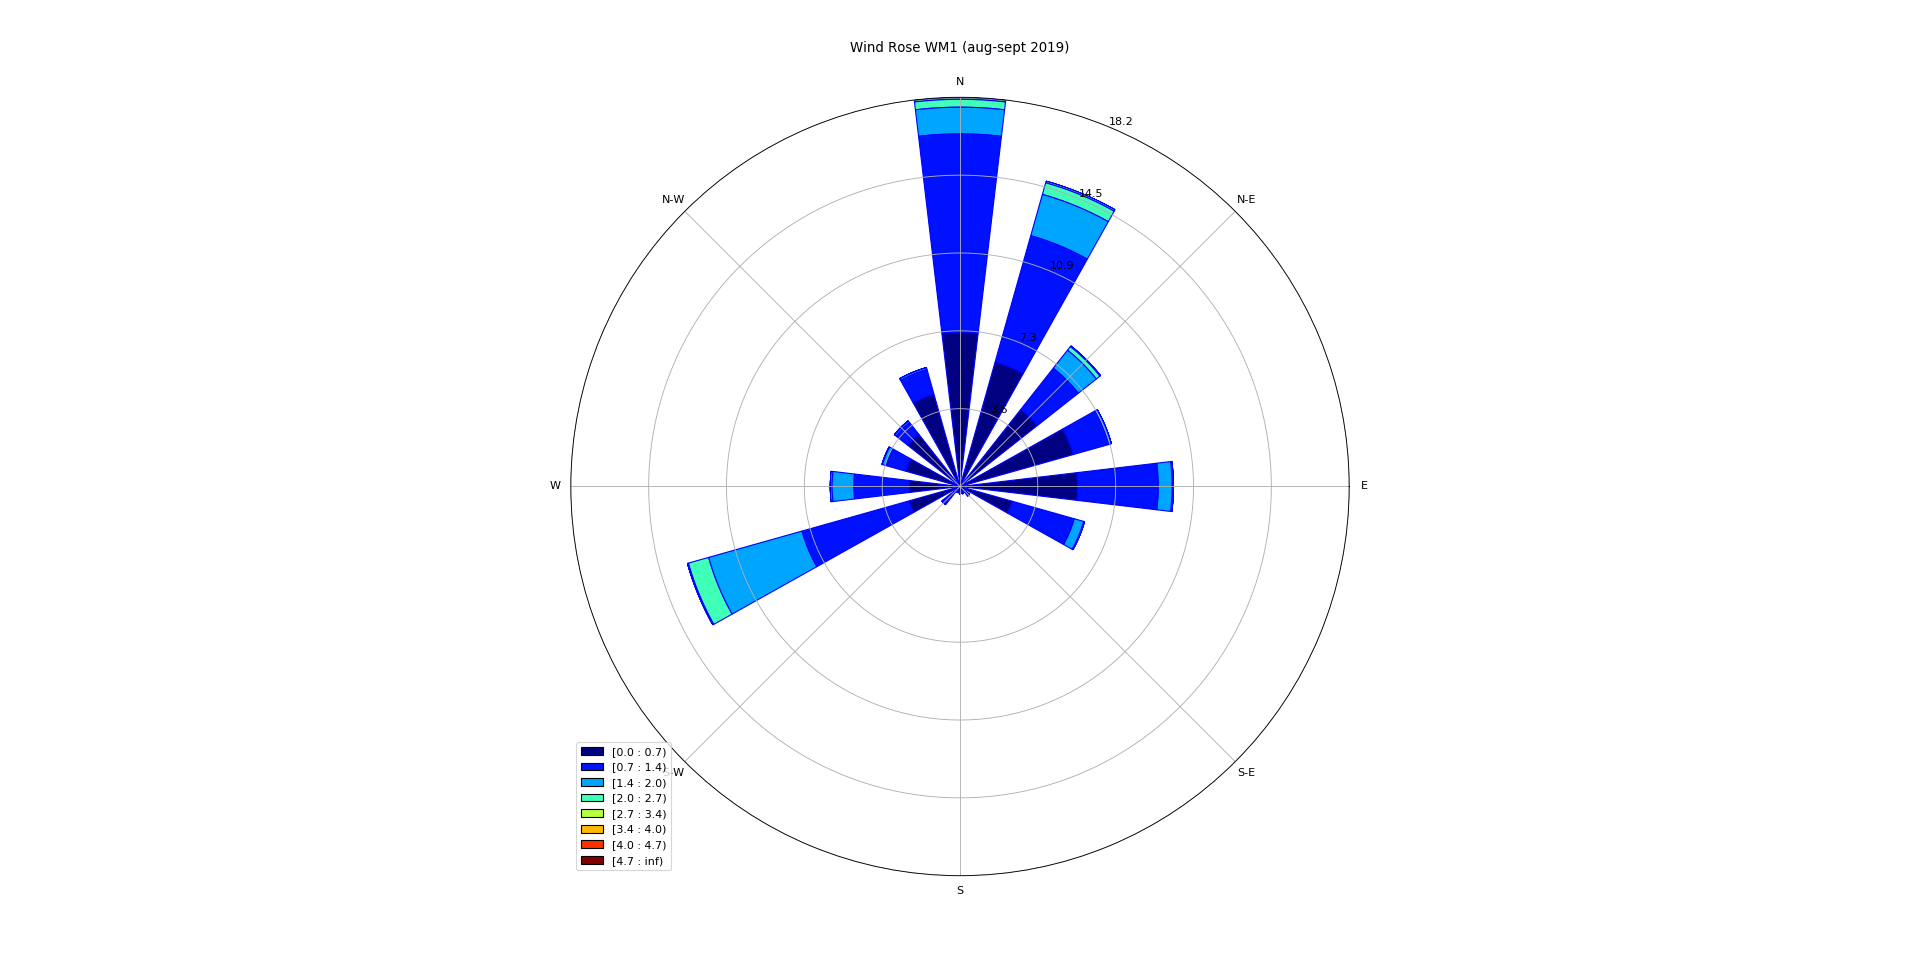 Wind Rose WM1 (aug-sept 2019)
N
18.2
N-W
14.5
N-E
10.9
7.3
W
E
[0.0 : 0.7)
[0.7 : 1.4)
S-E
[1.4 : 2.0)
[2.0 : 2.7)
[2.7 : 3.4)
[3.4 : 4.0)
[4.0 : 4.7)
[4.7 : inf)
S